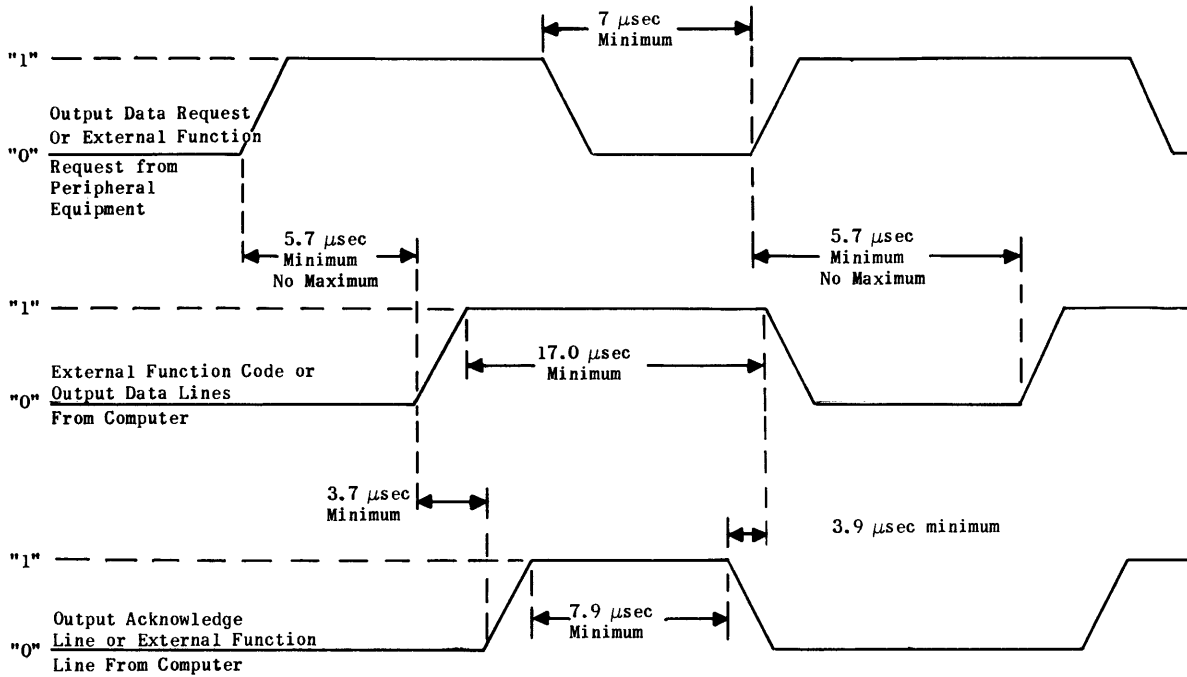 7 μsec
Minimum
"1"
Output Data Request
Or External Function
"0"
Request from
Peripheral
Equipment
5.7 μsec
Minimum
No Maximum
5.7 μsec
Minimum
No Maximum
"1"
17.0 μsec
Minimum
External Function Code or
Output Data Lines
"0"
From Computer
3.7 μsec
Minimum
3.9 μsec minimum
"1"
7.9 μsec
Minimum
Output Acknowledge
Line or External Function
"0"
Line From Computer